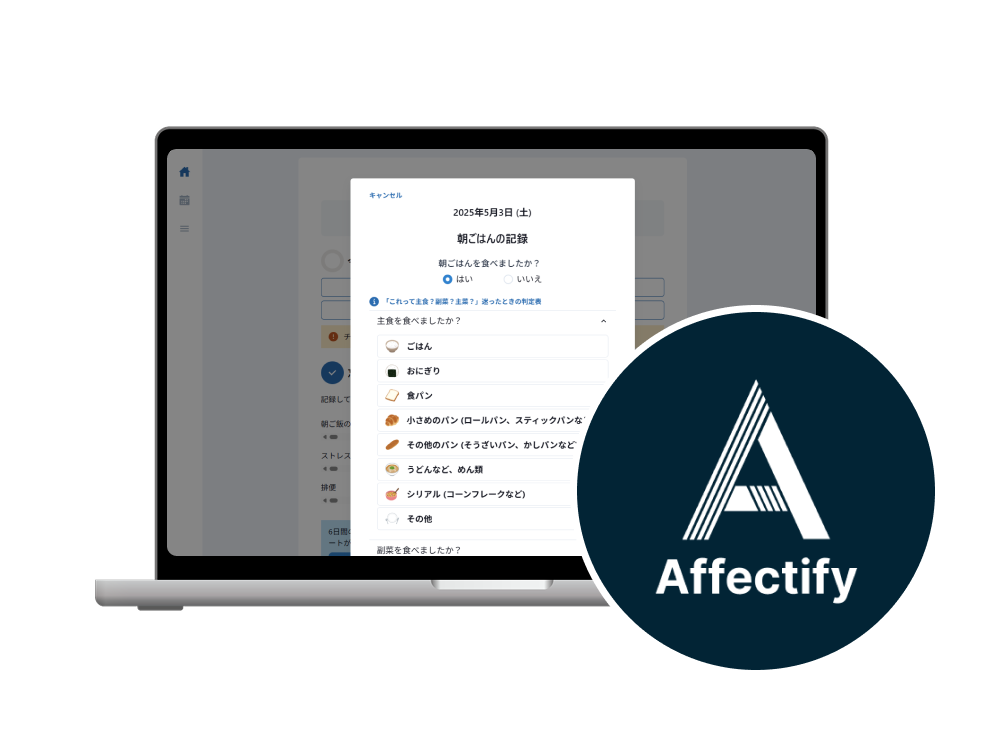 キャンセル
2025年5月3日 (土)
朝ごはんの記録
朝ごはんを食べましたか？
はい
いいえ
「これって主食？副菜？主菜？」迷ったときの判定表
主食を食べましたか？
ごはん
おにぎり
食パン
小さめのパン (ロールパン、スティックパンな
その他のパン (そうざいパン、かしパンなど
うどんなど、めん類
シリアル (コーンフレークなど)
その他
副菜を食べましたか？
チ
記録して
朝ご飯の
ストレス
排便
6日間
ートが
Affectify